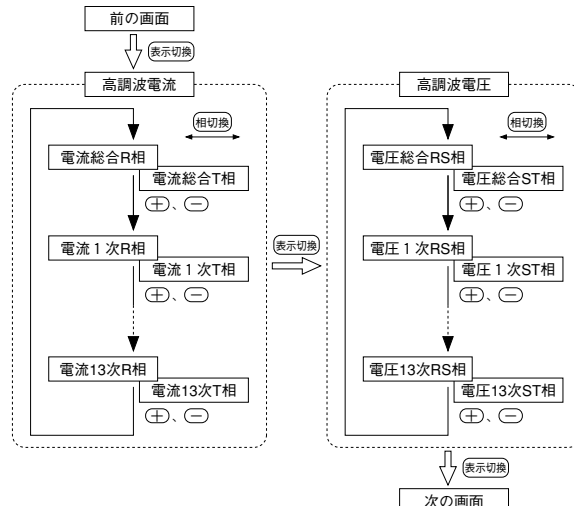 前の画面
表示切換
高調波電流
相切換
電流総合R相
電流総合T相
＋、－
電流１次R相
電流１次T相
＋、－
電流13次R相
電流13次T相
＋、－
表示切換
高調波電圧
相切換
電圧総合RS相
電圧総合ST相
＋、－
電圧１次RS相
電圧１次ST相
＋、－
電圧13次RS相
電圧13次ST相
＋、－
表示切換
次の画面